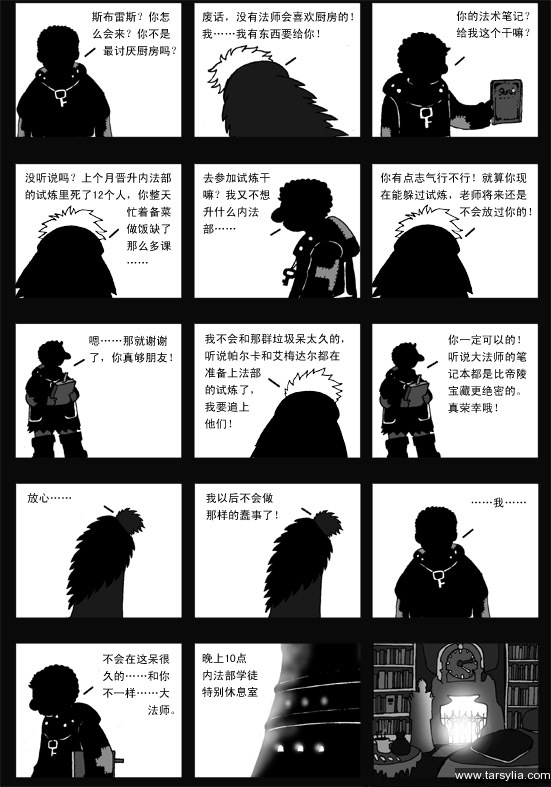 斯布雷斯？你怎
么会来？你不是
最讨厌厨房吗？
废话，没有法师会喜欢厨房的！
我……我有东西要给你！
你的法术笔记？
给我这个干嘛？
没听说吗？上个月晋升内法部
的试炼里死了12个人，你整天
忙着备菜
做饭缺了
那么多课
……
去参加试炼干
嘛？我又不想
升什么内法
部……
你有点志气行不行！就算你现
在能躲过试炼，老师将来还是
不会放过你的！
嗯……那就谢谢
了，你真够朋友！
我不会和那群垃圾呆太久的，
听说帕尔卡和艾梅达尔都在
准备上法部
的试炼了，
我要追上
他们！
你一定可以的！
听说大法师的笔
记本都是比帝陵
宝藏更绝密的。
真荣幸哦！
放心……
我以后不会做
那样的蠢事了！
……我……
不会在这呆很
久的……和你
不一样……大
法师。
晚上10点
内法部学徒
特别休息室
www.tarsylia.com